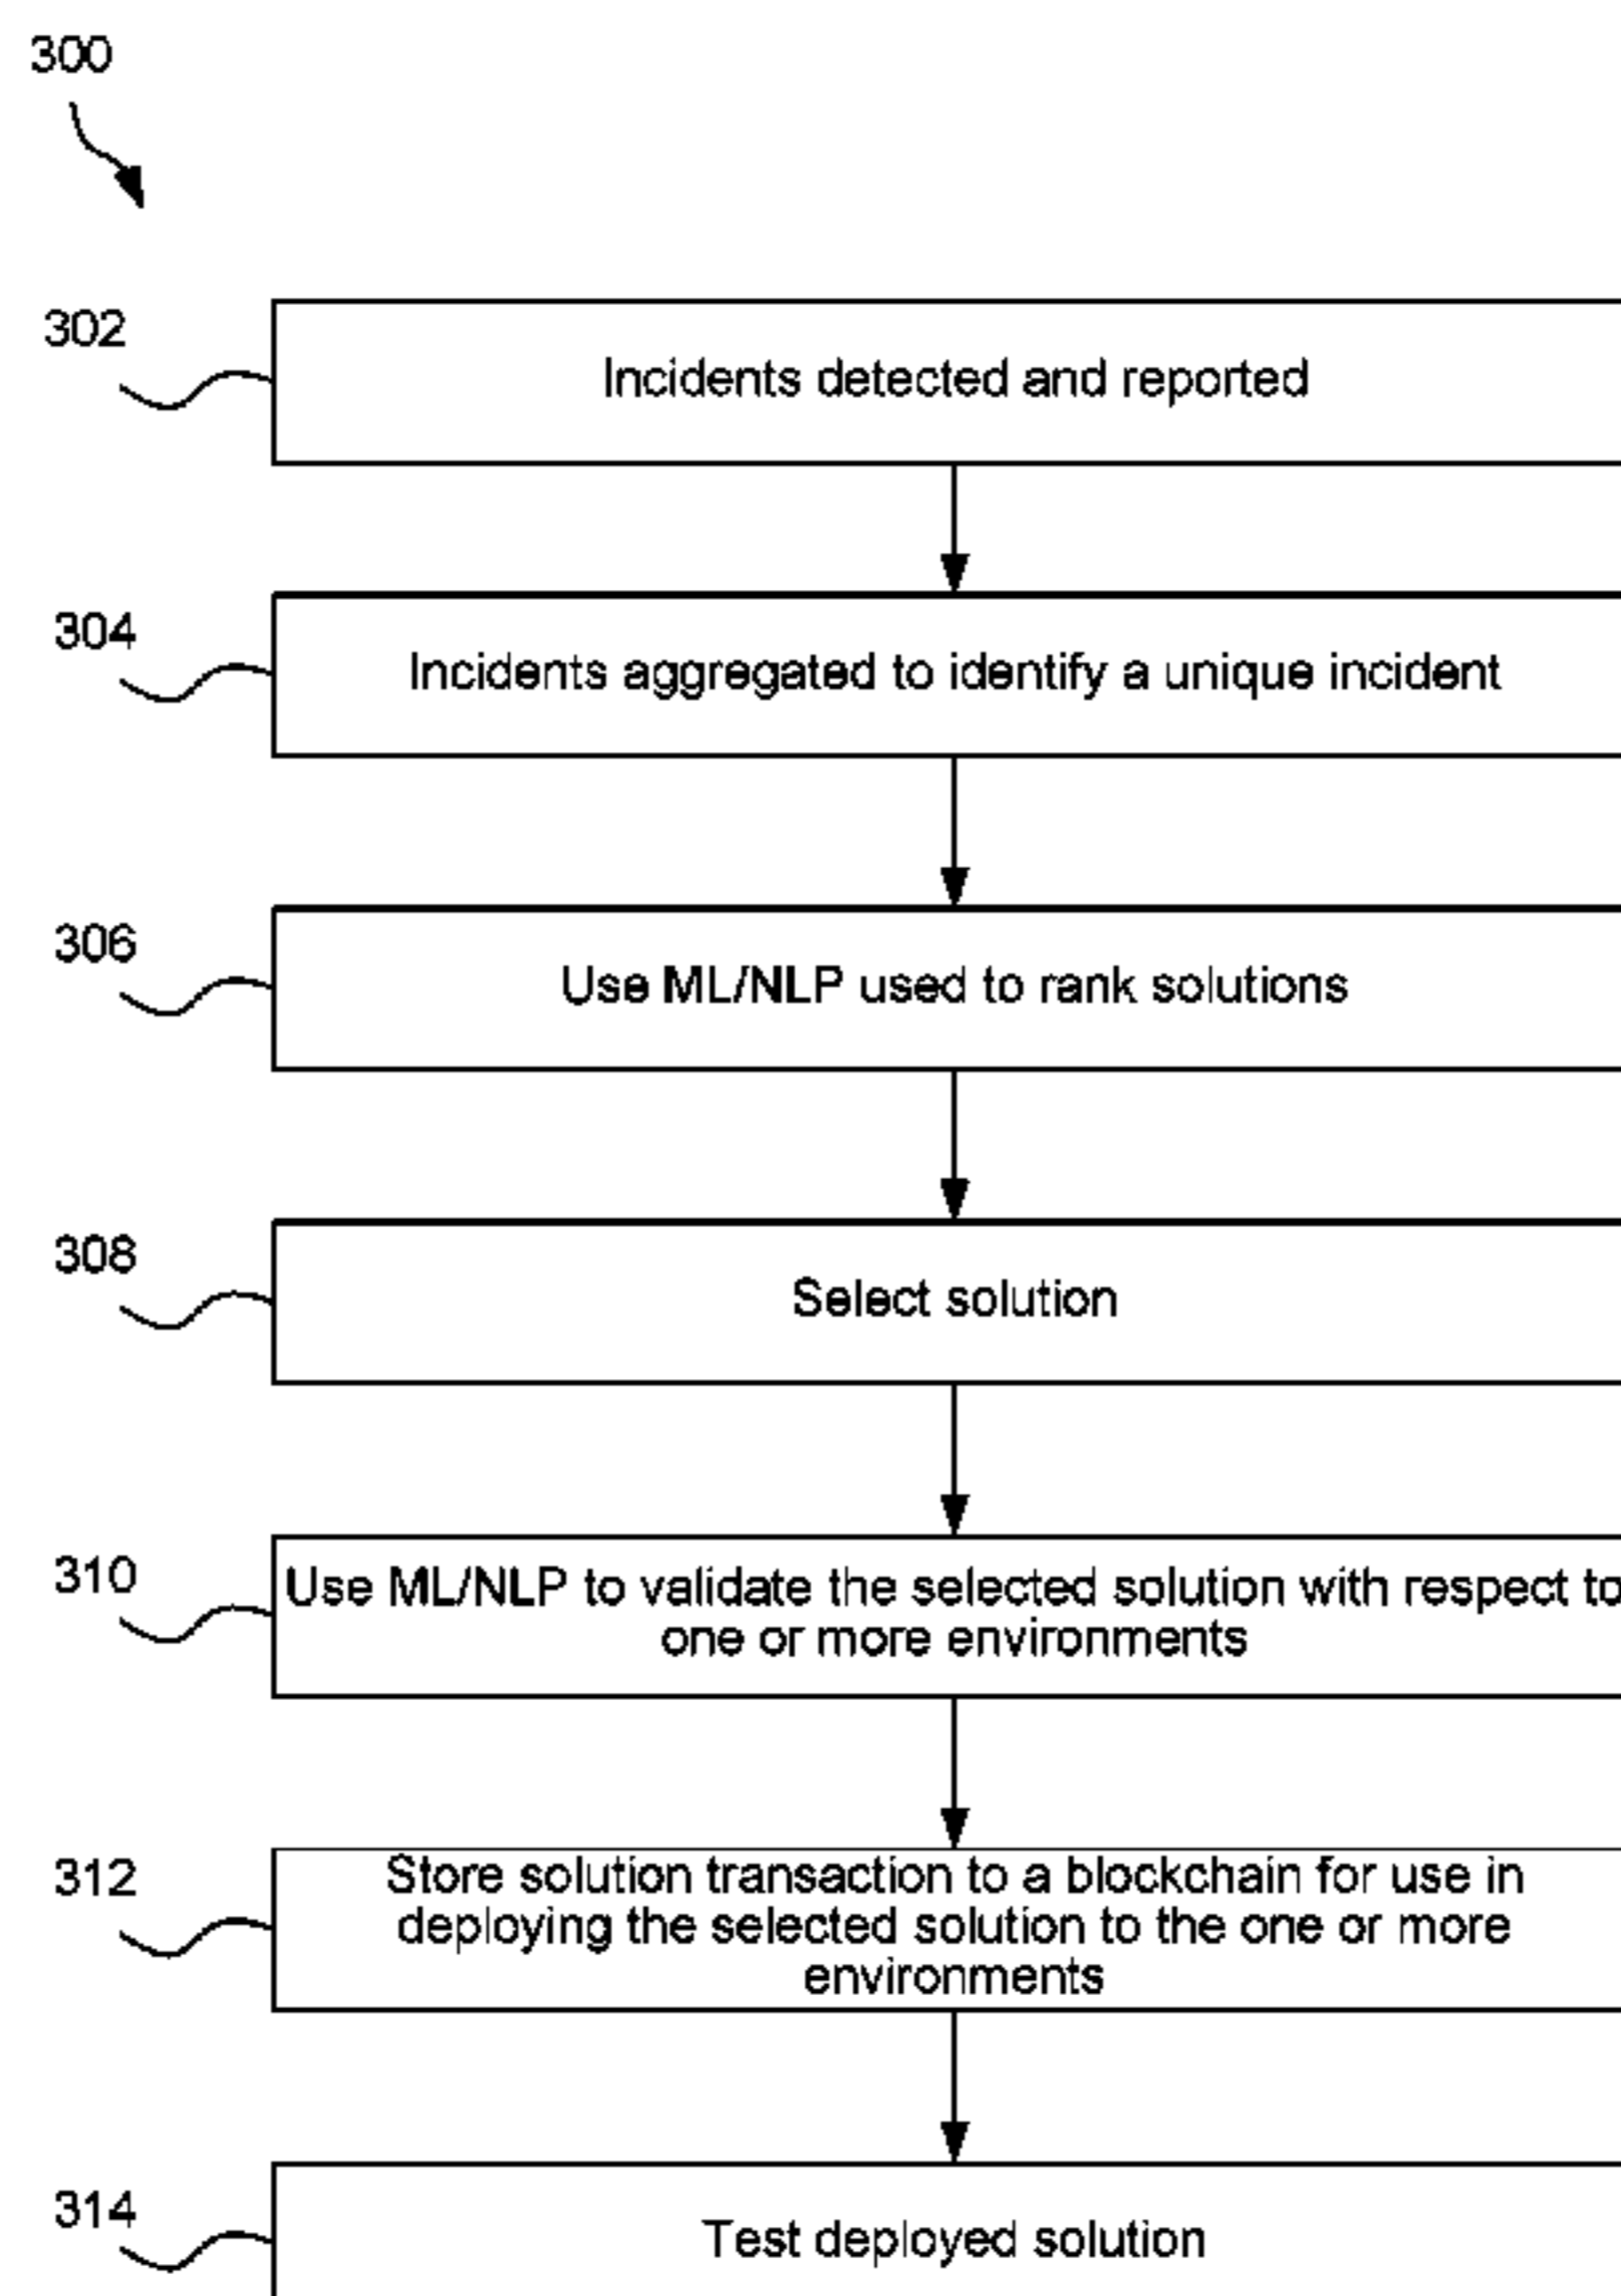 300
302
Incidents detected and reported
304
Incidents aggregated to identify a unique incident
306
Use ML/NLP used to rank solutions
308
Select solution
310
Use ML/NLP to validate the selected solution with respect to
one or more environments
312
Store solution transaction to a blockchain for use in
deploying the selected solution to the one or more
environments
314
Test deployed solution